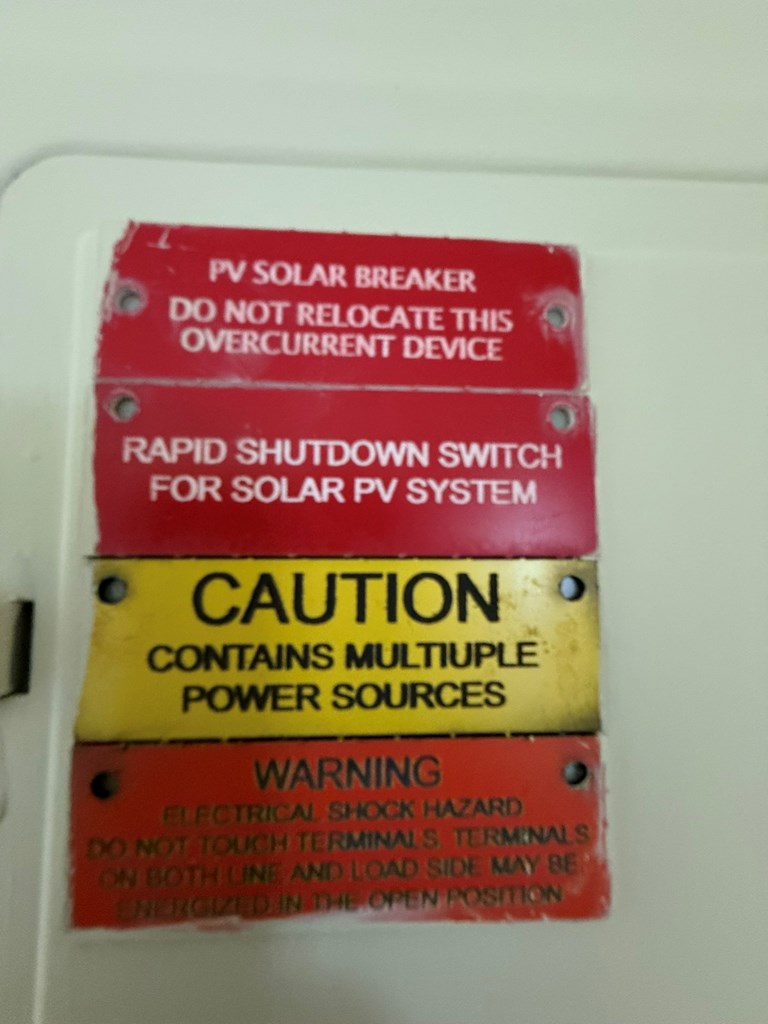 PV SOLAR BREAKER
DO NOT RELOCATE THIS
OVERCURRENT DEVICE
RAPID SHUTDOWN SWITCH
FOR SOLAR PV SYSTEM
CAUTION
CONTAINS MULTIUPLE
POWER SOURCES
WARNING
ELECTRICAL SHOCK HAZARD
DO NOT TOUCH TERMINALS. TERMINALS
ON BOTH LINE AND LOAD SIDE MAY BE
ENERGIZED IN THE OPEN POSITION